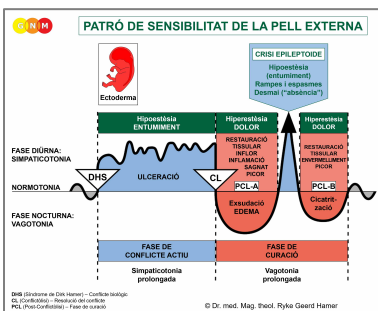 GNM
PATRÓ DE SENSIBILITAT DE LA PELL EXTERNA
CRISI EPILEPTOIDE
Hipoestèsia
(entumiment)
Rampes i espasmes
Desmai ("absència")
Ectoderma
Hipoestèsia
ENTUMIMENT
Hiperestèsia
DOLOR
Hiperestèsia
DOLOR
RESTAURACIÓ
TISSULAR
INFLOR
INFLAMACIÓ
SAGNAT
PICOR
RESTAURACIÓ
TISSULAR
ENVERMELLIMENT
PICOR
FASE DIÜRNA:
SIMPATICOTONIA
DHS
ULCERACIÓ
CL
PCL-A
PCL-B
NORMOTONIA
Exsudació
EDEMA
Cicatrit-
zació
FASE NOCTURNA:
VAGOTONIA
FASE DE
CONFLICTE ACTIU
FASE DE
CURACIÓ
Simpaticotonia
prolongada
Vagotonia
prolongada
DHS (Síndrome de Dirk Hamer) – Conflicte biològic
CL (Conflictòlisi) – Resolució del conflicte
PCL (Post-Conflictòlisi) – Fase de curació
© Dr. med. Mag. theol. Ryke Geerd Hamer